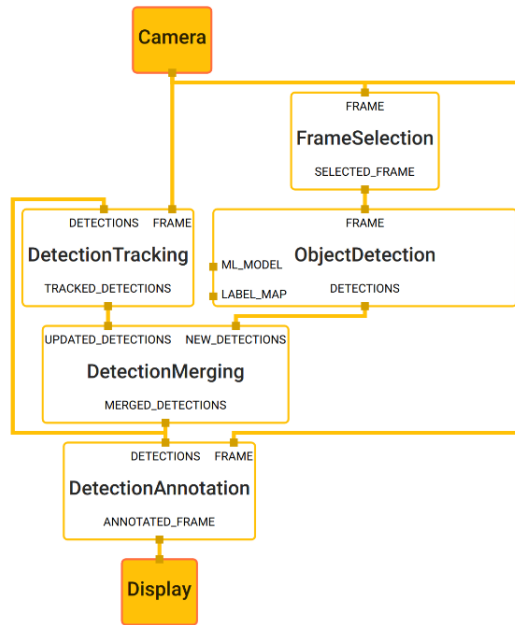 Camera
FRAME
FrameSelection
SELECTED_FRAME
DETECTIONS FRAME
DetectionTracking
TRACKED_DETECTIONS
FRAME
ObjectDetection
ML_MODEL
LABEL_MAP
DETECTIONS
UPDATED_DETECTIONS NEW_DETECTIONS
DetectionMerging
MERGED_DETECTIONS
DETECTIONS FRAME
DetectionAnnotation
ANNOTATED_FRAME
Display